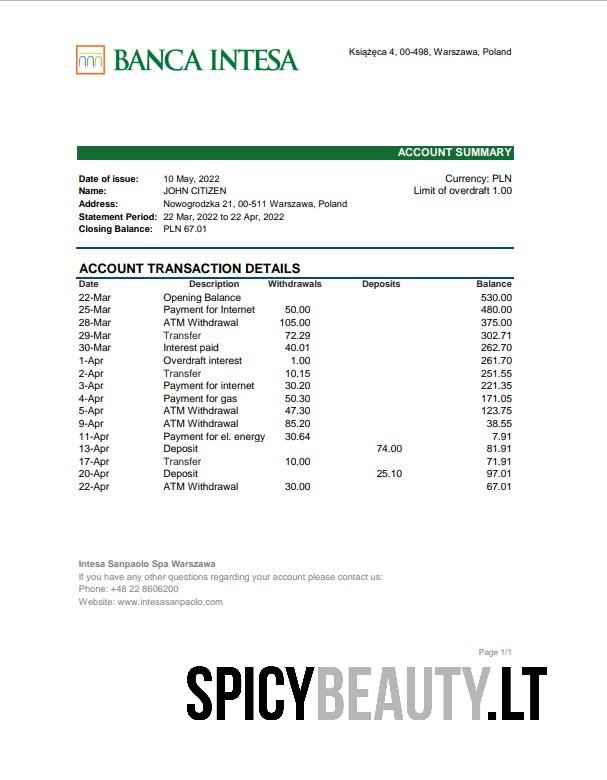 BANCA INTESA
Książęca 4, 00-498, Warszawa, Poland
ACCOUNT SUMMARY
Date of issue: 10 May, 2022 Currency: PLN
Name: JOHN CITIZEN Limit of overdraft 1.00
Address: Nowogrodzka 21, 00-511 Warszawa, Poland
Statement Period: 22 Mar, 2022 to 22 Apr, 2022
Closing Balance: PLN 67.01
ACCOUNT TRANSACTION DETAILS
Date Description Withdrawals Deposits Balance
22-Mar Opening Balance 530.00
25-Mar Payment for Internet 50.00 480.00
28-Mar ATM Withdrawal 105.00 375.00
29-Mar Transfer 72.29 302.71
30-Mar Interest paid 40.01 262.70
1-Apr Overdraft interest 1.00 261.70
2-Apr Transfer 10.15 251.55
3-Apr Payment for internet 30.20 221.35
4-Apr Payment for gas 50.30 171.05
5-Apr ATM Withdrawal 47.30 123.75
9-Apr ATM Withdrawal 85.20 38.55
11-Apr Payment for el. energy 30.64 7.91
13-Apr Deposit 74.00 81.91
17-Apr Transfer 10.00 71.91
20-Apr Deposit 25.10 97.01
22-Apr ATM Withdrawal 30.00 67.01
Intesa Sanpaolo Spa Warszawa
If you have any other questions regarding your account please contact us:
Phone: +48 22 8606200
Website: www.intesasanpaolo.com
Page 1/1
SPICYBEAUTY.LT